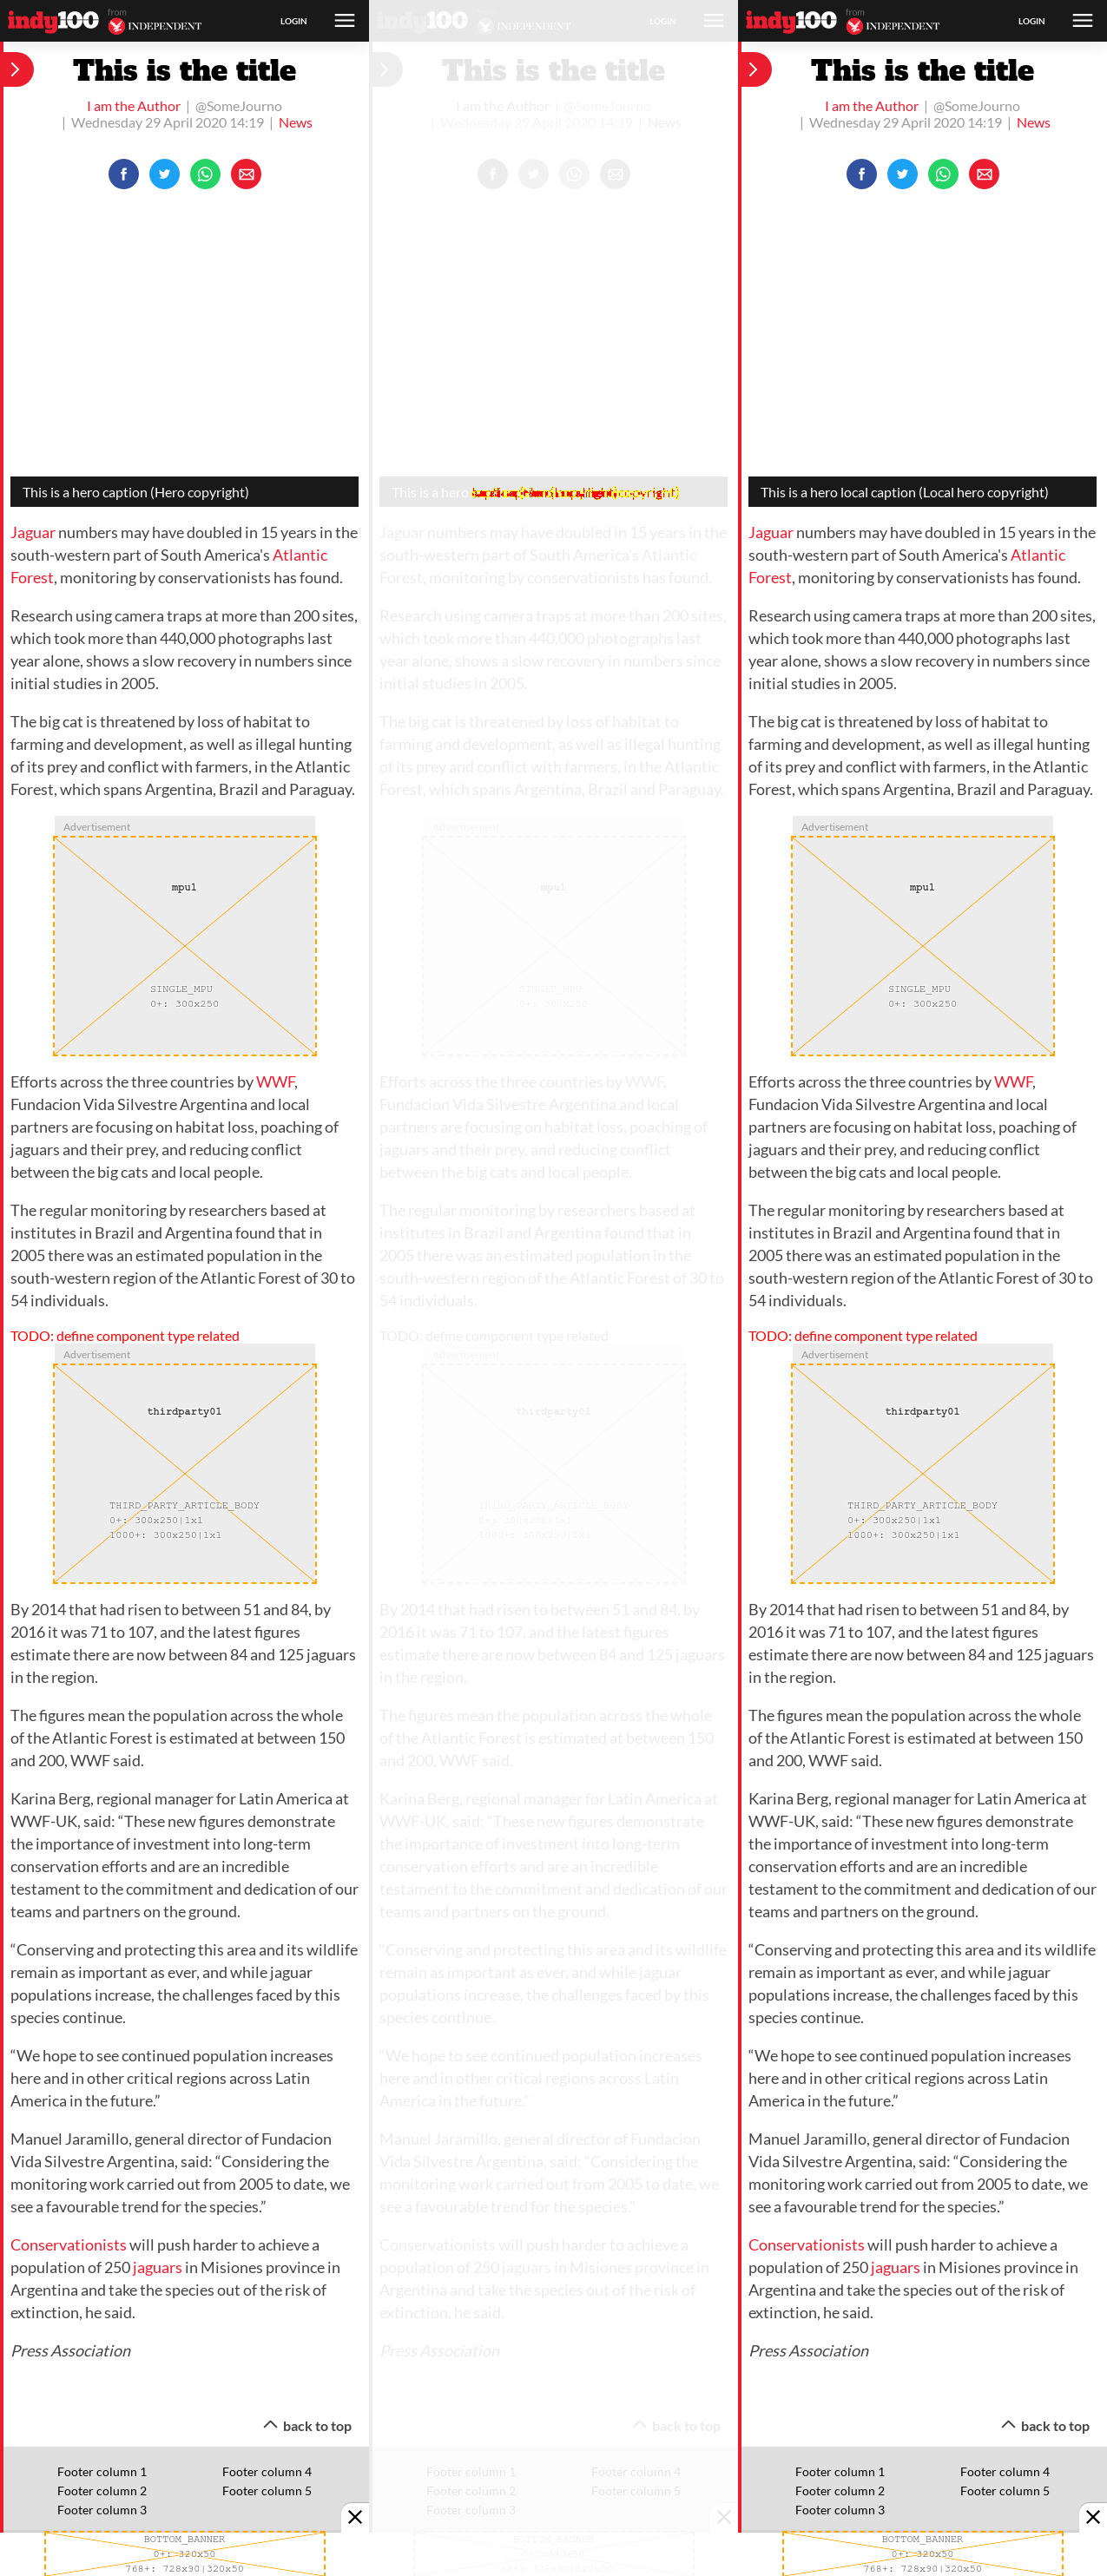 indy100 from INDEPENDENT LOGIN
This is the title
I am the Author | @SomeJourno
| Wednesday 29 April 2020 14:19 | News
This is a hero caption (Hero copyright)
Jaguar numbers may have doubled in 15 years in the
south-western part of South America's Atlantic
Forest, monitoring by conservationists has found.
Research using camera traps at more than 200 sites,
which took more than 440,000 photographs last
year alone, shows a slow recovery in numbers since
initial studies in 2005.
The big cat is threatened by loss of habitat to
farming and development, as well as illegal hunting
of its prey and conflict with farmers, in the Atlantic
Forest, which spans Argentina, Brazil and Paraguay.
Advertisement
mpu1
SINGLE_MPU
0+: 300x250
Efforts across the three countries by WWF,
Fundacion Vida Silvestre Argentina and local
partners are focusing on habitat loss, poaching of
jaguars and their prey, and reducing conflict
between the big cats and local people.
The regular monitoring by researchers based at
institutes in Brazil and Argentina found that in
2005 there was an estimated population in the
south-western region of the Atlantic Forest of 30 to
54 individuals.
TODO: define component type related
Advertisement
thirdparty01
THIRD_PARTY_ARTICLE_BODY
0+: 300x250|1x1
1000+: 300x250|1x1
By 2014 that had risen to between 51 and 84, by
2016 it was 71 to 107, and the latest figures
estimate there are now between 84 and 125 jaguars
in the region.
The figures mean the population across the whole
of the Atlantic Forest is estimated at between 150
and 200, WWF said.
Karina Berg, regional manager for Latin America at
WWF-UK, said: “These new figures demonstrate
the importance of investment into long-term
conservation efforts and are an incredible
testament to the commitment and dedication of our
teams and partners on the ground.
“Conserving and protecting this area and its wildlife
remain as important as ever, and while jaguar
populations increase, the challenges faced by this
species continue.
“We hope to see continued population increases
here and in other critical regions across Latin
America in the future.”
Manuel Jaramillo, general director of Fundacion
Vida Silvestre Argentina, said: “Considering the
monitoring work carried out from 2005 to date, we
see a favourable trend for the species.”
Conservationists will push harder to achieve a
population of 250 jaguars in Misiones province in
Argentina and take the species out of the risk of
extinction, he said.
Press Association
back to top
Footer column 1 Footer column 4
Footer column 2 Footer column 5
Footer column 3
BOTTOM_BANNER
0+: 320x50
768+: 728x90|320x50
indy100 from INDEPENDENT LOGIN
This is the title
I am the Author | @SomeJourno
| Wednesday 29 April 2020 14:19 | News
This is a hero
Jaguar numbers may have doubled in 15 years in the
south-western part of South America's Atlantic
Forest, monitoring by conservationists has found.
Research using camera traps at more than 200 sites,
which took more than 440,000 photographs last
year alone, shows a slow recovery in numbers since
initial studies in 2005.
The big cat is threatened by loss of habitat to
farming and development, as well as illegal hunting
of its prey and conflict with farmers, in the Atlantic
Forest, which spans Argentina, Brazil and Paraguay.
Advertisement
mpu1
SINGLE_MPU
0+: 300x250
Efforts across the three countries by WWF,
Fundacion Vida Silvestre Argentina and local
partners are focusing on habitat loss, poaching of
jaguars and their prey, and reducing conflict
between the big cats and local people.
The regular monitoring by researchers based at
institutes in Brazil and Argentina found that in
2005 there was an estimated population in the
south-western region of the Atlantic Forest of 30 to
54 individuals.
TODO: define component type related
Advertisement
thirdparty01
THIRD_PARTY_ARTICLE_BODY
0+: 300x250|1x1
1000+: 300x250|1x1
By 2014 that had risen to between 51 and 84, by
2016 it was 71 to 107, and the latest figures
estimate there are now between 84 and 125 jaguars
in the region.
The figures mean the population across the whole
of the Atlantic Forest is estimated at between 150
and 200, WWF said.
Karina Berg, regional manager for Latin America at
WWF-UK, said: “These new figures demonstrate
the importance of investment into long-term
conservation efforts and are an incredible
testament to the commitment and dedication of our
teams and partners on the ground.
“Conserving and protecting this area and its wildlife
remain as important as ever, and while jaguar
populations increase, the challenges faced by this
species continue.
“We hope to see continued population increases
here and in other critical regions across Latin
America in the future.”
Manuel Jaramillo, general director of Fundacion
Vida Silvestre Argentina, said: “Considering the
monitoring work carried out from 2005 to date, we
see a favourable trend for the species.”
Conservationists will push harder to achieve a
population of 250 jaguars in Misiones province in
Argentina and take the species out of the risk of
extinction, he said.
Press Association
back to top
Footer column 1 Footer column 4
Footer column 2 Footer column 5
Footer column 3
BOTTOM_BANNER
0+: 320x50
768+: 728x90|320x50
indy100 from INDEPENDENT LOGIN
This is the title
I am the Author | @SomeJourno
| Wednesday 29 April 2020 14:19 | News
This is a hero local caption (Local hero copyright)
Jaguar numbers may have doubled in 15 years in the
south-western part of South America's Atlantic
Forest, monitoring by conservationists has found.
Research using camera traps at more than 200 sites,
which took more than 440,000 photographs last
year alone, shows a slow recovery in numbers since
initial studies in 2005.
The big cat is threatened by loss of habitat to
farming and development, as well as illegal hunting
of its prey and conflict with farmers, in the Atlantic
Forest, which spans Argentina, Brazil and Paraguay.
Advertisement
mpu1
SINGLE_MPU
0+: 300x250
Efforts across the three countries by WWF,
Fundacion Vida Silvestre Argentina and local
partners are focusing on habitat loss, poaching of
jaguars and their prey, and reducing conflict
between the big cats and local people.
The regular monitoring by researchers based at
institutes in Brazil and Argentina found that in
2005 there was an estimated population in the
south-western region of the Atlantic Forest of 30 to
54 individuals.
TODO: define component type related
Advertisement
thirdparty01
THIRD_PARTY_ARTICLE_BODY
0+: 300x250|1x1
1000+: 300x250|1x1
By 2014 that had risen to between 51 and 84, by
2016 it was 71 to 107, and the latest figures
estimate there are now between 84 and 125 jaguars
in the region.
The figures mean the population across the whole
of the Atlantic Forest is estimated at between 150
and 200, WWF said.
Karina Berg, regional manager for Latin America at
WWF-UK, said: “These new figures demonstrate
the importance of investment into long-term
conservation efforts and are an incredible
testament to the commitment and dedication of our
teams and partners on the ground.
“Conserving and protecting this area and its wildlife
remain as important as ever, and while jaguar
populations increase, the challenges faced by this
species continue.
“We hope to see continued population increases
here and in other critical regions across Latin
America in the future.”
Manuel Jaramillo, general director of Fundacion
Vida Silvestre Argentina, said: “Considering the
monitoring work carried out from 2005 to date, we
see a favourable trend for the species.”
Conservationists will push harder to achieve a
population of 250 jaguars in Misiones province in
Argentina and take the species out of the risk of
extinction, he said.
Press Association
back to top
Footer column 1 Footer column 4
Footer column 2 Footer column 5
Footer column 3
BOTTOM_BANNER
0+: 320x50
768+: 728x90|320x50